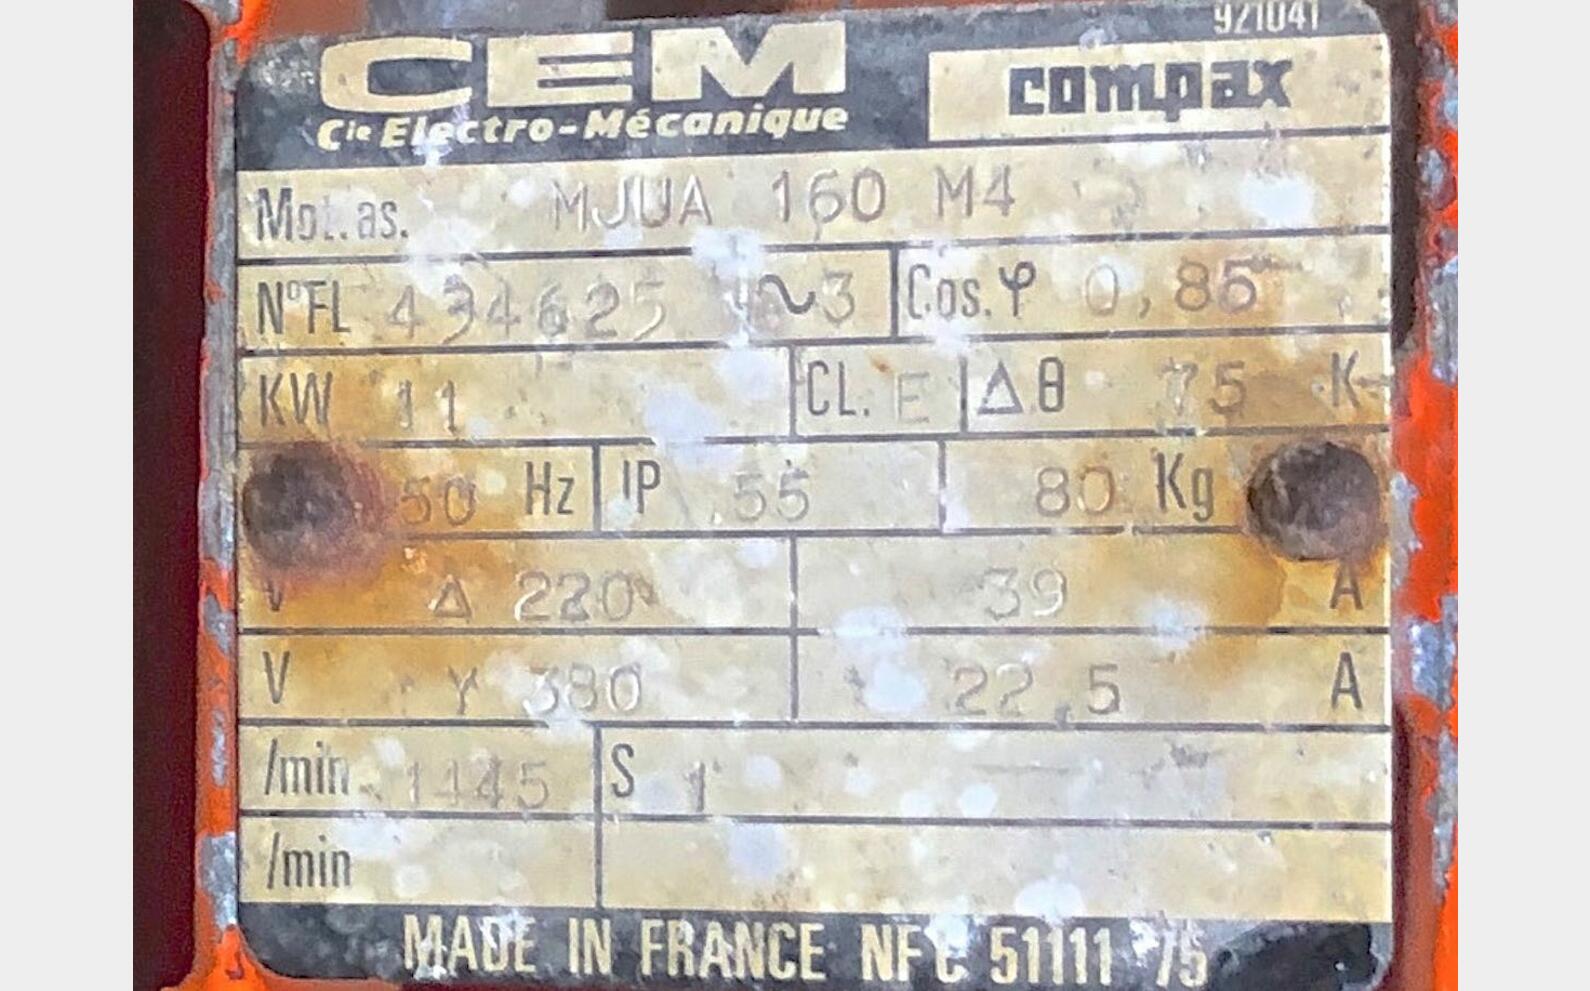 921041
CEM compax
Cie Electro-Mécanique
Mot.as. MJUA 160 M4
N°FL 434625 ~3 Cos.φ 0,85
KW 11 CL. E Δθ 75 K
50 Hz IP 55 80 Kg
V Δ 220 39 A
V Y 380 22,5 A
/min 1445 S 1
/min
MADE IN FRANCE NFC 51111 75